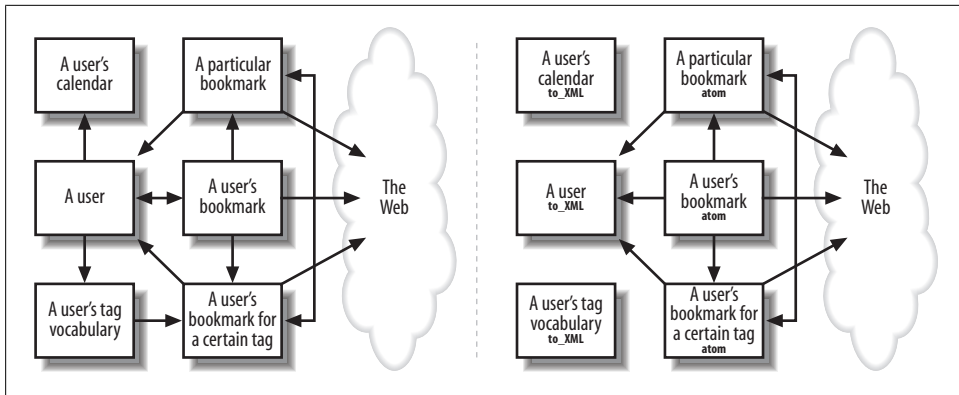 A user's
calendar
A particular
bookmark
A user
A user's
bookmark
A user's tag
vocabulary
A user's
bookmark for
a certain tag
The
Web
A user's
calendar
to_XML
A particular
bookmark
atom
A user
to_XML
A user's
bookmark
atom
A user's tag
vocabulary
to_XML
A user's
bookmark for
a certain tag
atom
The
Web